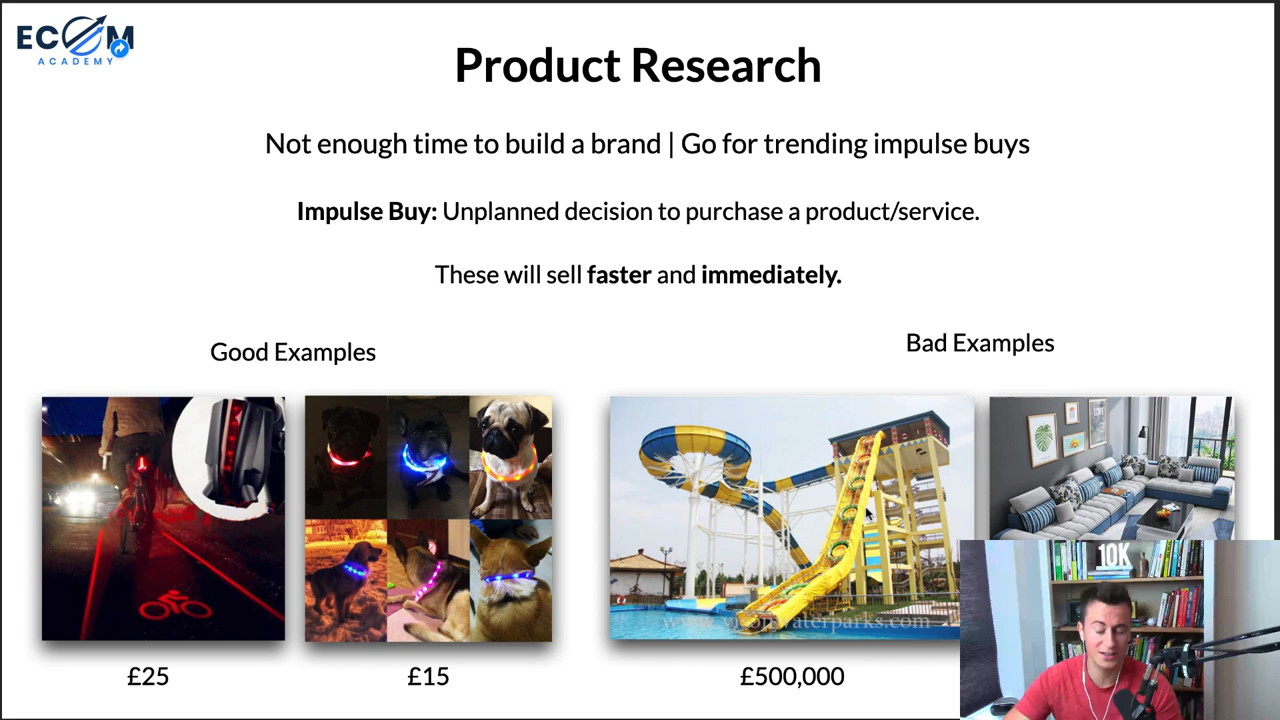 ECOM
ACADEMY
Product Research
Not enough time to build a brand | Go for trending impulse buys
Impulse Buy: Unplanned decision to purchase a product/service.
These will sell faster and immediately.
Good Examples
Bad Examples
LOVE
10K
£25
£15
£500,000